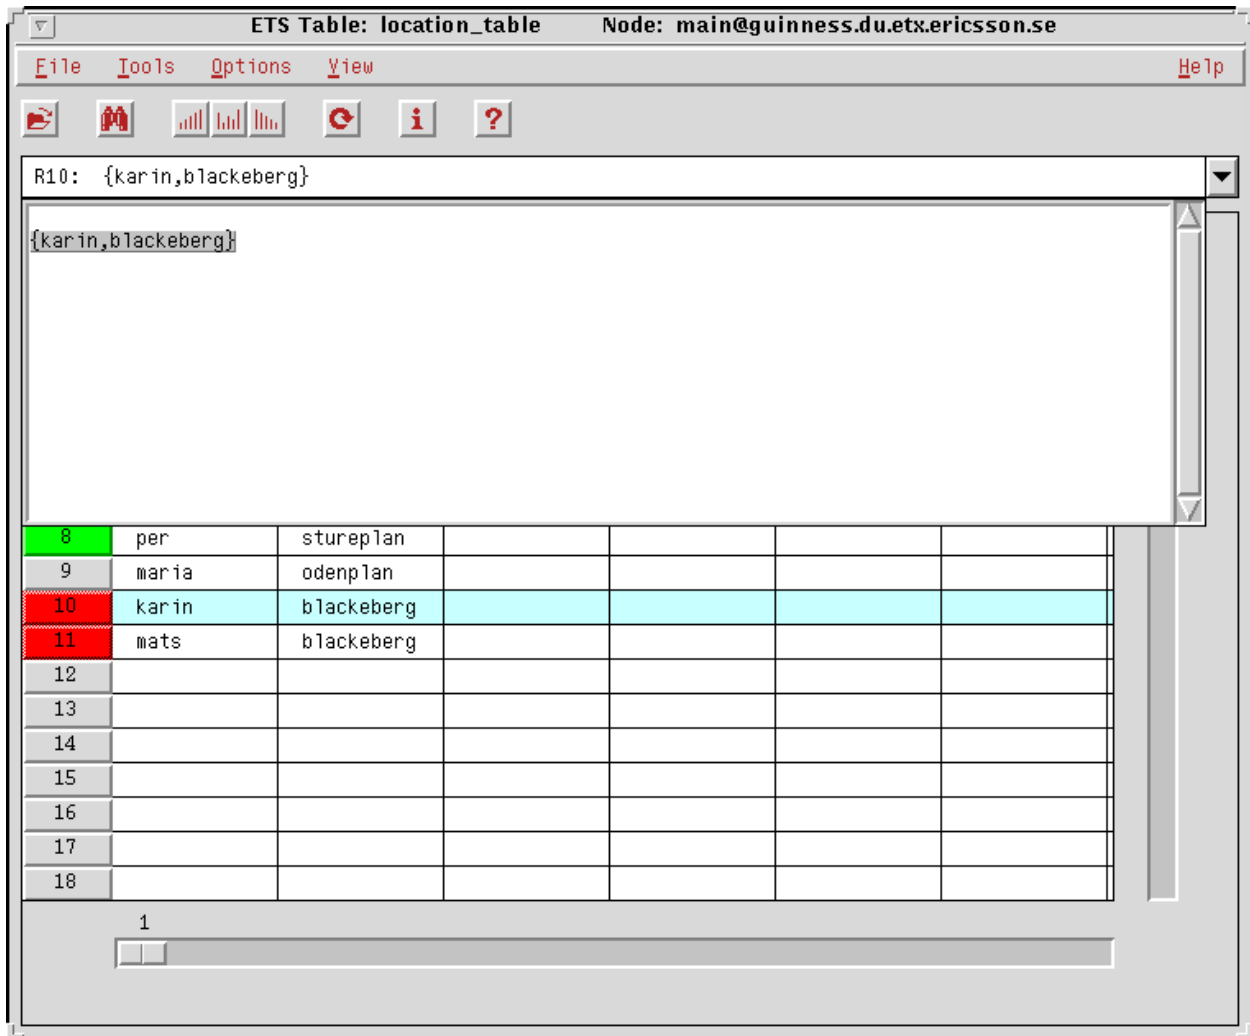 ETS Table: location_table Node: main@guinness.du.etx.ericsson.se
File Tools Options View Help
i ?
R10: {karin,blackeberg}
{karin,blackeberg}
8 per stureplan
9 maria odenplan
10 karin blackeberg
11 mats blackeberg
12
13
14
15
16
17
18
1